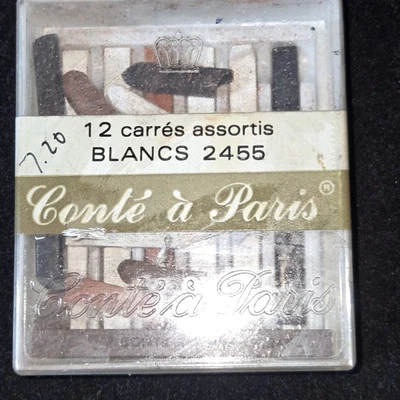 12 carrés assortis
7.20
BLANCS 2455
Conté à Paris®
Conté à Paris